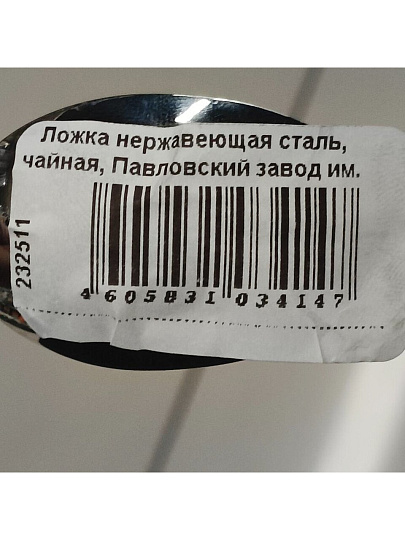 Ложка нержавеющая сталь,
чайная, Павловский завод им.
232511
4 605831 034147